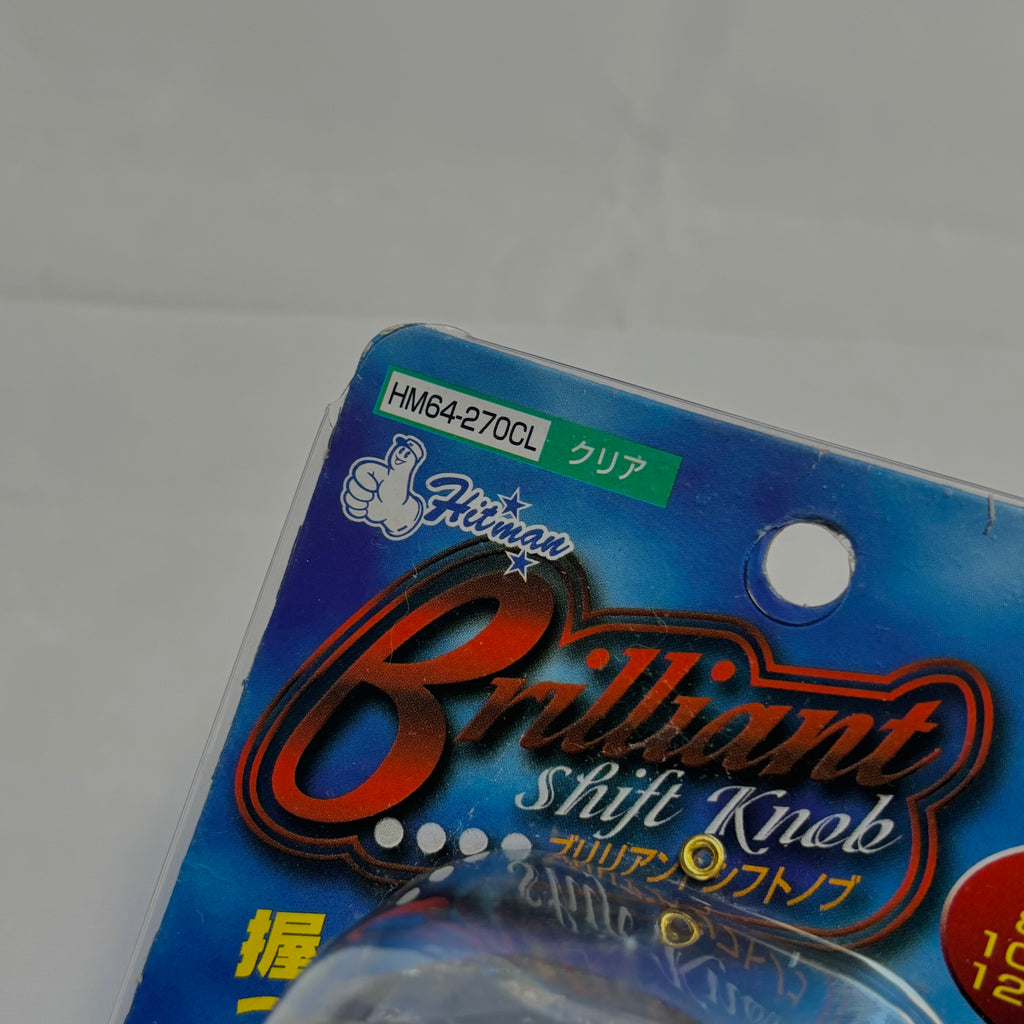 HM64-270CL クリア
Hitman
Brilliant
Shift Knob
ブリリアントシフトノブ
握